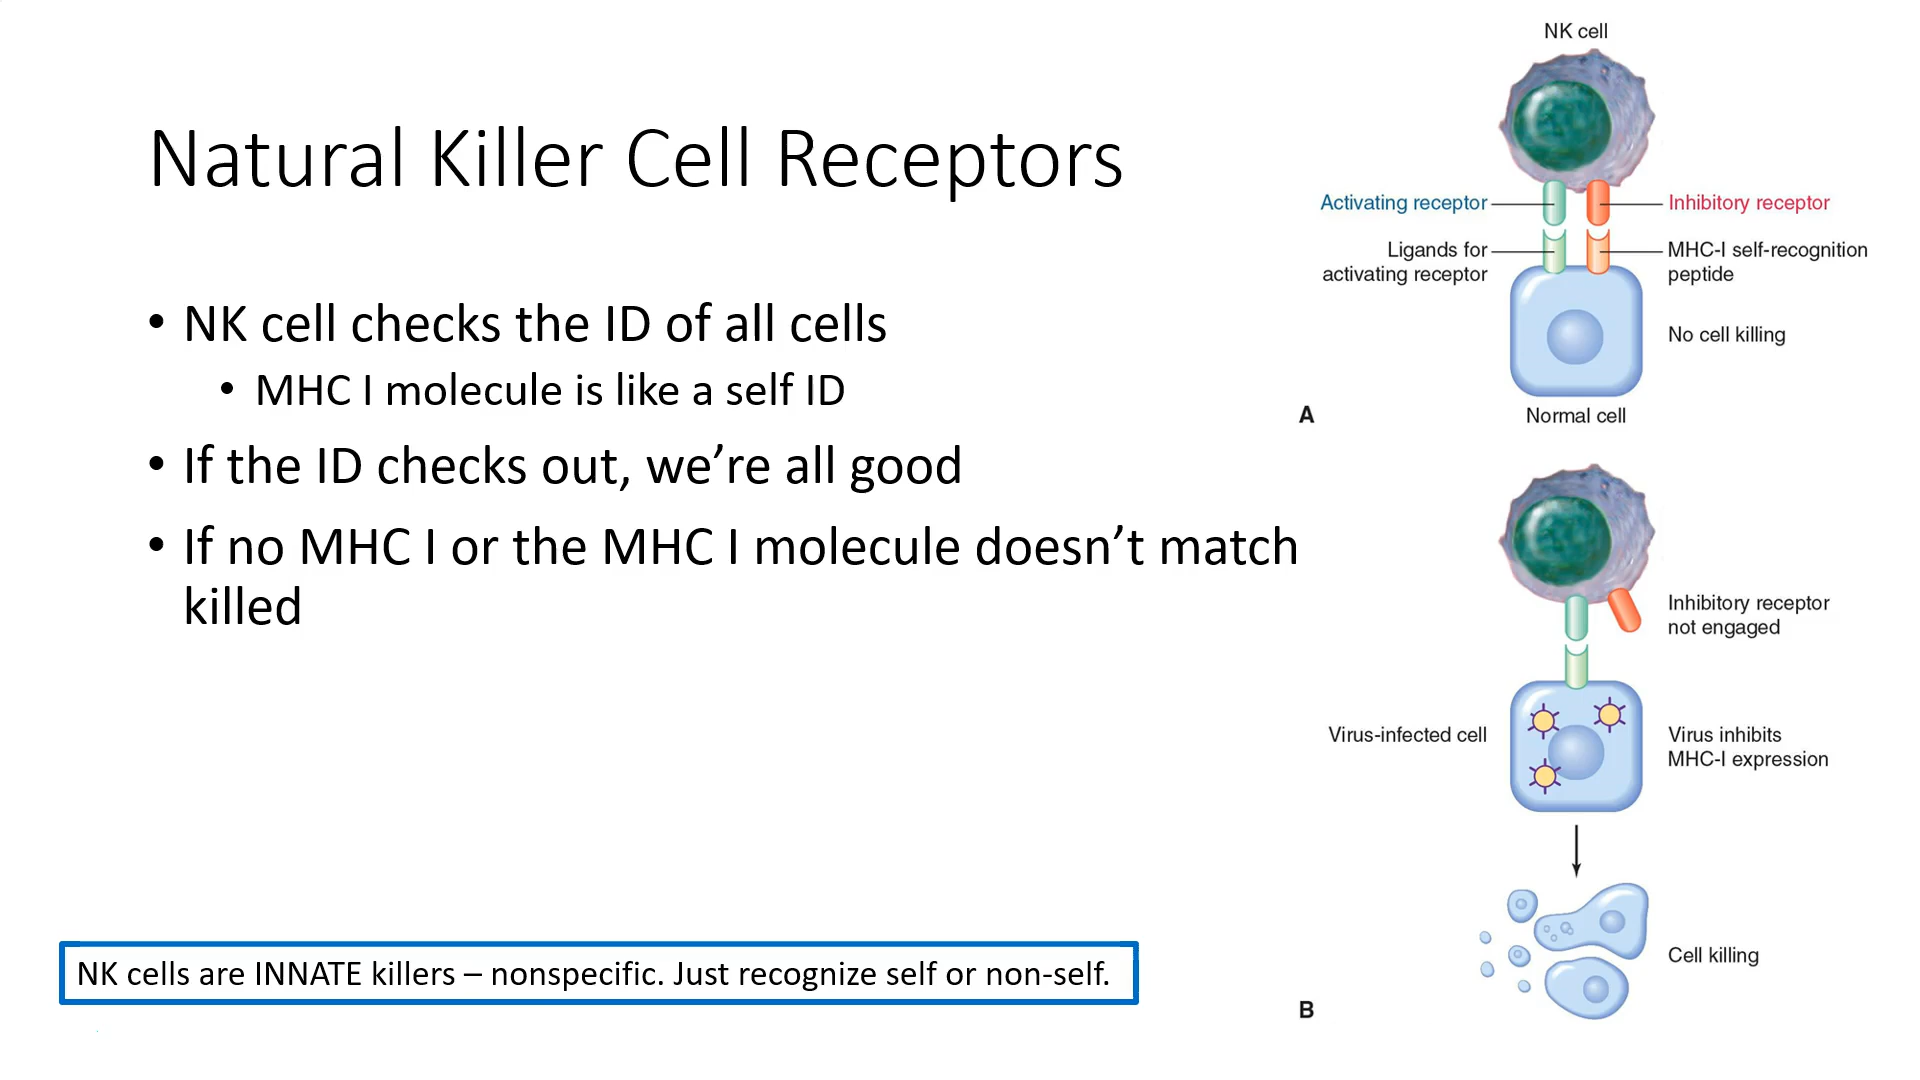 Natural Killer Cell Receptors
• NK cell checks the ID of all cells
• MHC I molecule is like a self ID
• If the ID checks out, we’re all good
• If no MHC I or the MHC I molecule doesn’t match
killed
NK cells are INNATE killers – nonspecific. Just recognize self or non-self.
NK cell
Activating receptor
Inhibitory receptor
Ligands for
activating receptor
MHC-I self-recognition
peptide
No cell killing
A
Normal cell
Inhibitory receptor
not engaged
Virus-infected cell
Virus inhibits
MHC-I expression
Cell killing
B